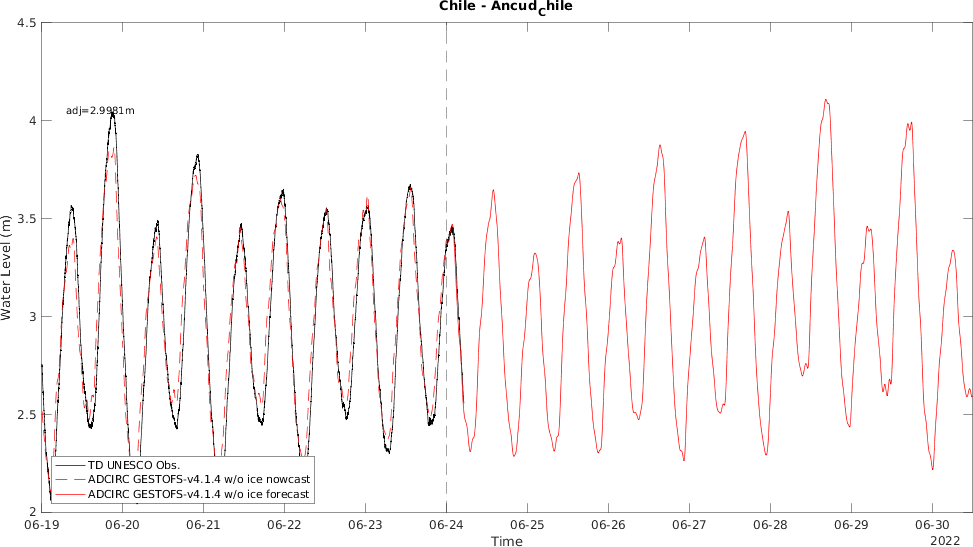 Chile - Ancud_Chile
4.5
4
3.5
3
2.5
2
Water Level (m)
adj=2.9981m
TD UNESCO Obs.
ADCIRC GESTOFS-v4.1.4 w/o ice nowcast
ADCIRC GESTOFS-v4.1.4 w/o ice forecast
06-19 06-20 06-21 06-22 06-23 06-24 06-25 06-26 06-27 06-28 06-29 06-30
2022
Time